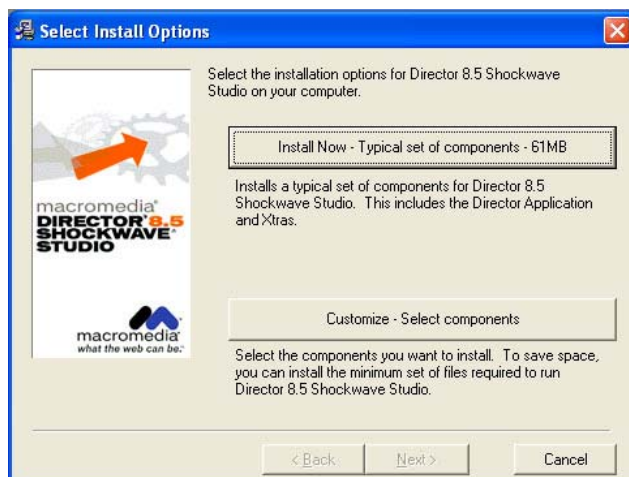 Select Install Options
Select the installation options for Director 8.5 Shockwave
Studio on your computer.
Install Now - Typical set of components - 61MB
Installs a typical set of components for Director 8.5
Shockwave Studio. This includes the Director Application
and Xtras.
macromedia®
DIRECTOR® 8.5
SHOCKWAVE®
STUDIO
macromedia®
what the web can be.™
Customize - Select components
Select the components you want to install. To save space,
you can install the minimum set of files required to run
Director 8.5 Shockwave Studio.
< Back
Next >
Cancel